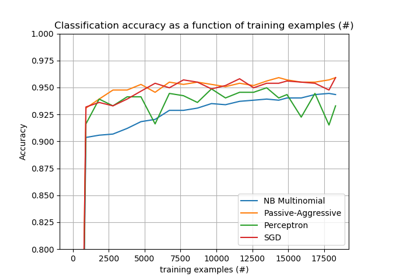 Classification accuracy as a function of training examples (#)
1.000
0.975
0.950
0.925
0.900
0.875
0.850
0.825
0.800
Accuracy
0
2500
5000
7500
10000
12500
15000
17500
training examples (#)
NB Multinomial
Passive-Aggressive
Perceptron
SGD